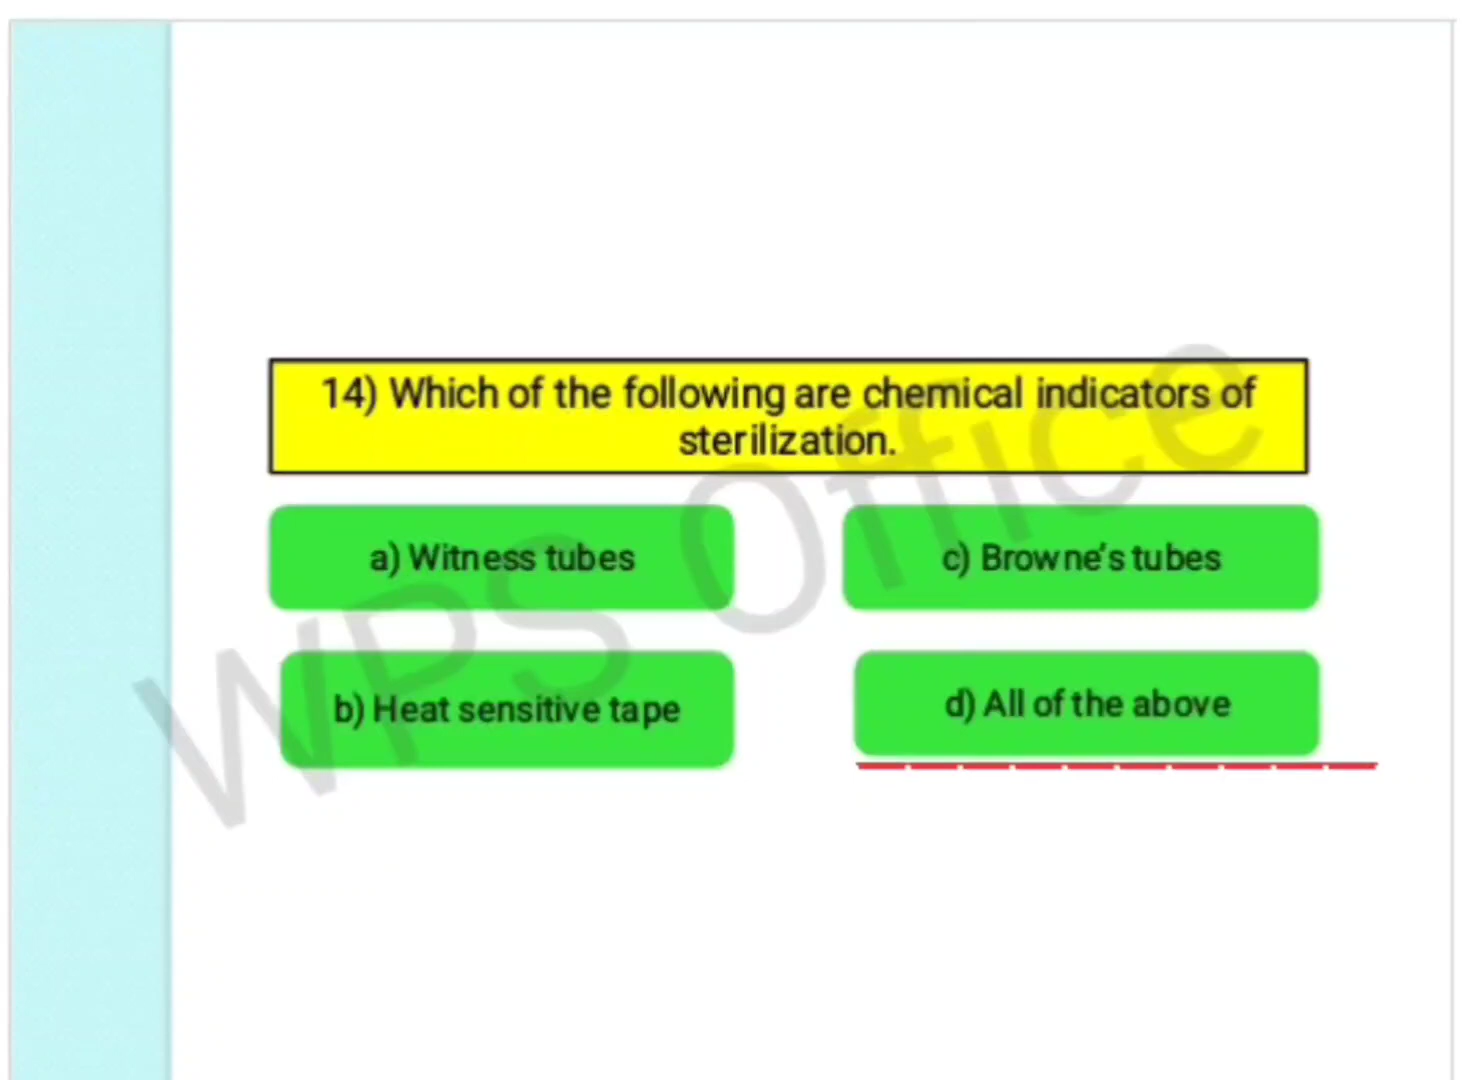 14) Which of the following are chemical indicators of
sterilization.
a) Witness tubes
c) Browne's tubes
b) Heat sensitive tape
d) All of the above
WPS Office